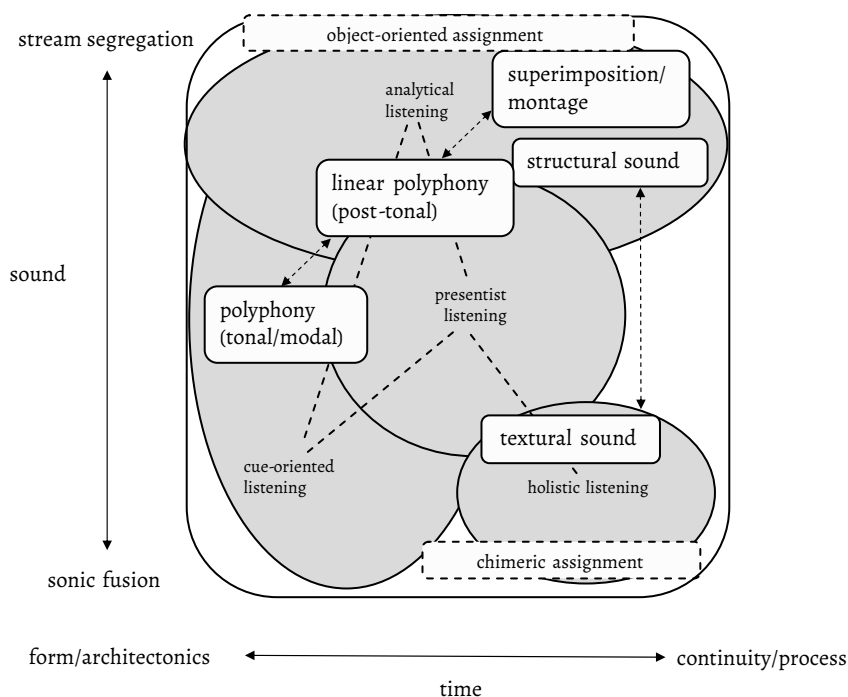 stream segregation
object-oriented assignment
superimposition/
montage
analytical
listening
structural sound
linear polyphony
(post-tonal)
sound
presentist
listening
polyphony
(tonal/modal)
textural sound
cue-oriented
listening
holistic listening
chimeric assignment
sonic fusion
form/architectonics
continuity/process
time